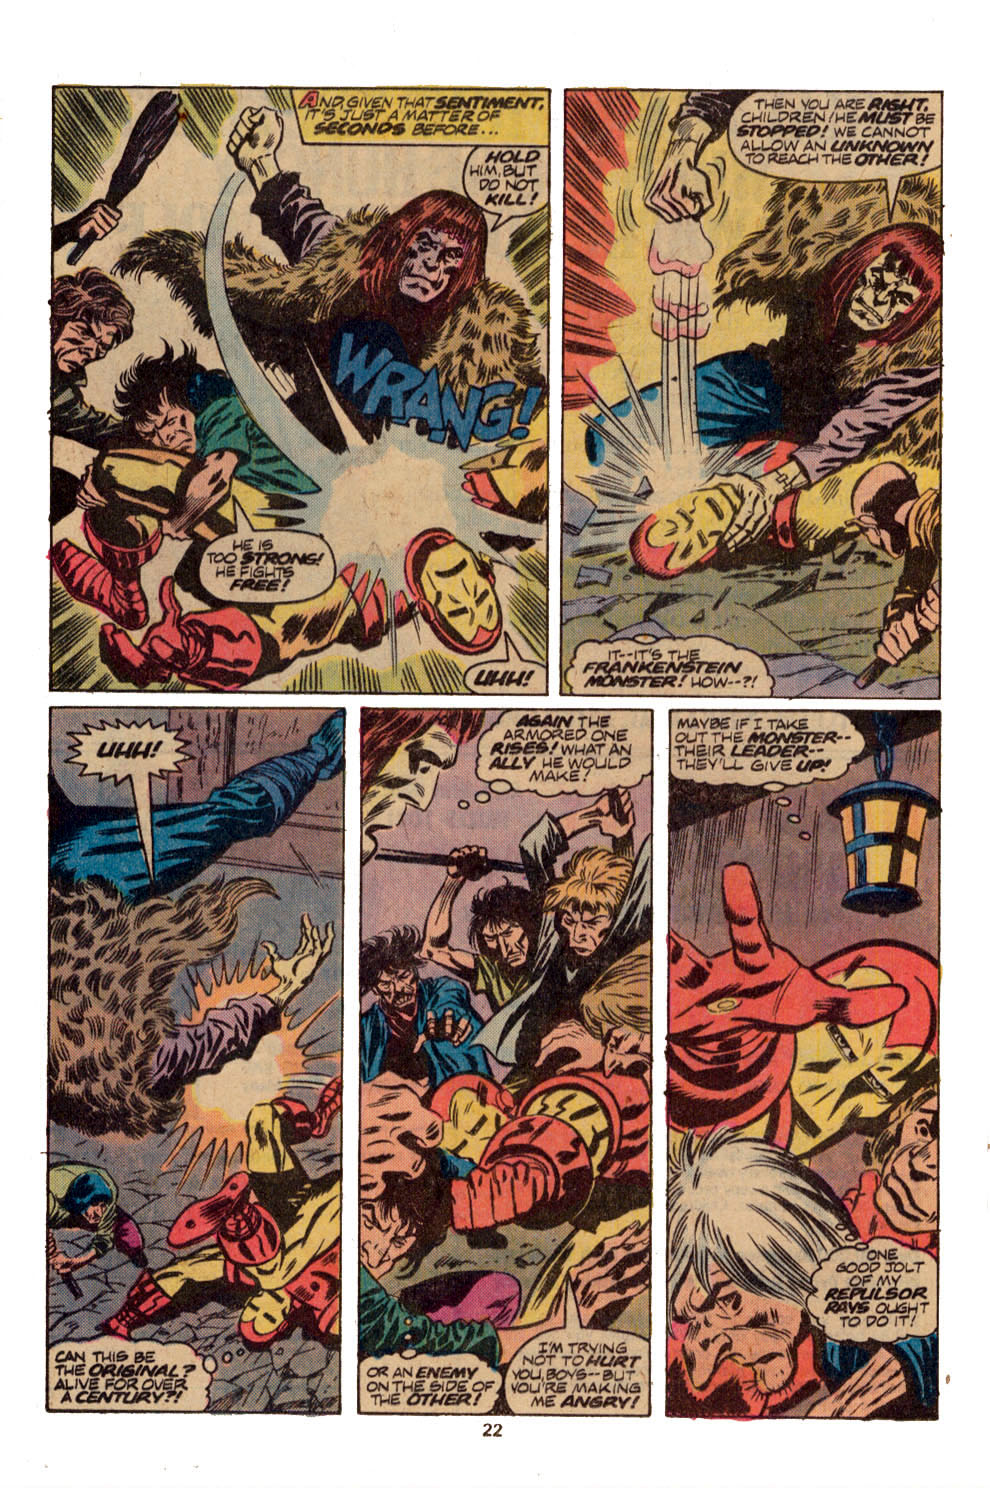 AND, GIVEN THAT SENTIMENT,
IT'S JUST A MATTER OF
SECONDS BEFORE...
HOLD
HIM, BUT
DO NOT
KILL!
WRANG!
HE IS
TOO STRONG!
HE FIGHTS
FREE!
UHH!
THEN YOU ARE RIGHT,
CHILDREN! HE MUST BE
STOPPED! WE CANNOT
ALLOW AN UNKNOWN
TO REACH THE OTHER!
IT--IT'S THE
FRANKENSTEIN
MONSTER! HOW--?!
UHH!
CAN THIS BE
THE ORIGINAL?
ALIVE FOR OVER
A CENTURY?!
AGAIN THE
ARMORED ONE
RISES! WHAT AN
ALLY HE WOULD
MAKE!
OR AN ENEMY
ON THE SIDE OF
THE OTHER!
I'M TRYING
NOT TO HURT
YOU, BOYS--BUT
YOU'RE MAKING
ME ANGRY!
MAYBE IF I TAKE
OUT THE MONSTER--
THEIR LEADER--
THEY'LL GIVE UP!
ONE
GOOD JOLT
OF MY
REPULSOR
RAYS OUGHT
TO DO IT!
22